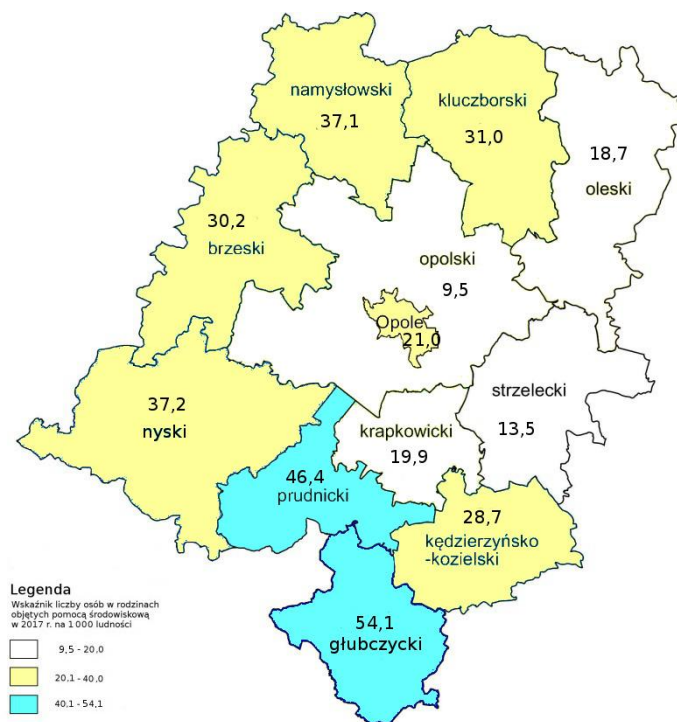 namysłowski
37,1
kluczborski
31,0
18,7
oleski
30,2
brzeski
opolski
9,5
Opole
21,0
37,2
nyski
strzelecki
13,5
krapkowicki
19,9
46,4
prudnicki
28,7
kędzierzyńsko
-kozielski
54,1
głubczycki
Legenda
Wskaźnik liczby osób w rodzinach
objętych pomocą środowiskową
w 2017 r. na 1000 ludności
9,5 - 20,0
20,1 - 40,0
40,1 - 54,1